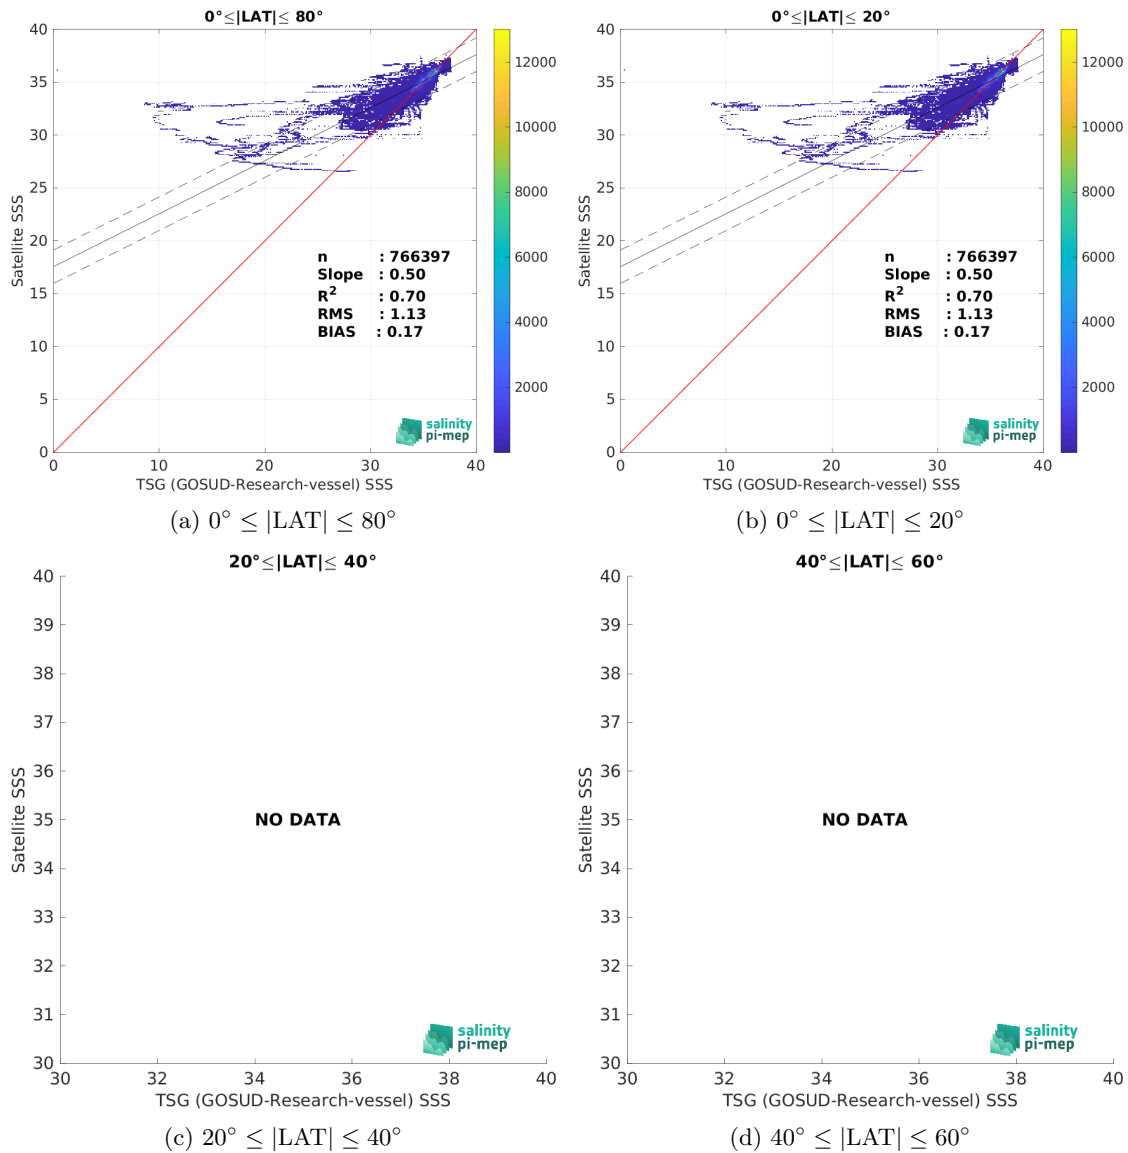 0°≤|LAT|≤ 80°
40
35
30
25
20
15
10
5
0
Satellite SSS
n : 766397
Slope : 0.50
R² : 0.70
RMS : 1.13
BIAS : 0.17
salinity
pi-mep
0 10 20 30 40
TSG (GOSUD-Research-vessel) SSS
12000
10000
8000
6000
4000
2000
(a) 0° ≤ |LAT| ≤ 80°
0°≤|LAT|≤ 20°
40
35
30
25
20
15
10
5
0
Satellite SSS
n : 766397
Slope : 0.50
R² : 0.70
RMS : 1.13
BIAS : 0.17
salinity
pi-mep
0 10 20 30 40
TSG (GOSUD-Research-vessel) SSS
12000
10000
8000
6000
4000
2000
(b) 0° ≤ |LAT| ≤ 20°
20°≤|LAT|≤ 40°
40
39
38
37
36
35
34
33
32
31
30
Satellite SSS
NO DATA
salinity
pi-mep
30 32 34 36 38 40
TSG (GOSUD-Research-vessel) SSS
(c) 20° ≤ |LAT| ≤ 40°
40°≤|LAT|≤ 60°
40
39
38
37
36
35
34
33
32
31
30
Satellite SSS
NO DATA
salinity
pi-mep
30 32 34 36 38 40
TSG (GOSUD-Research-vessel) SSS
(d) 40° ≤ |LAT| ≤ 60°